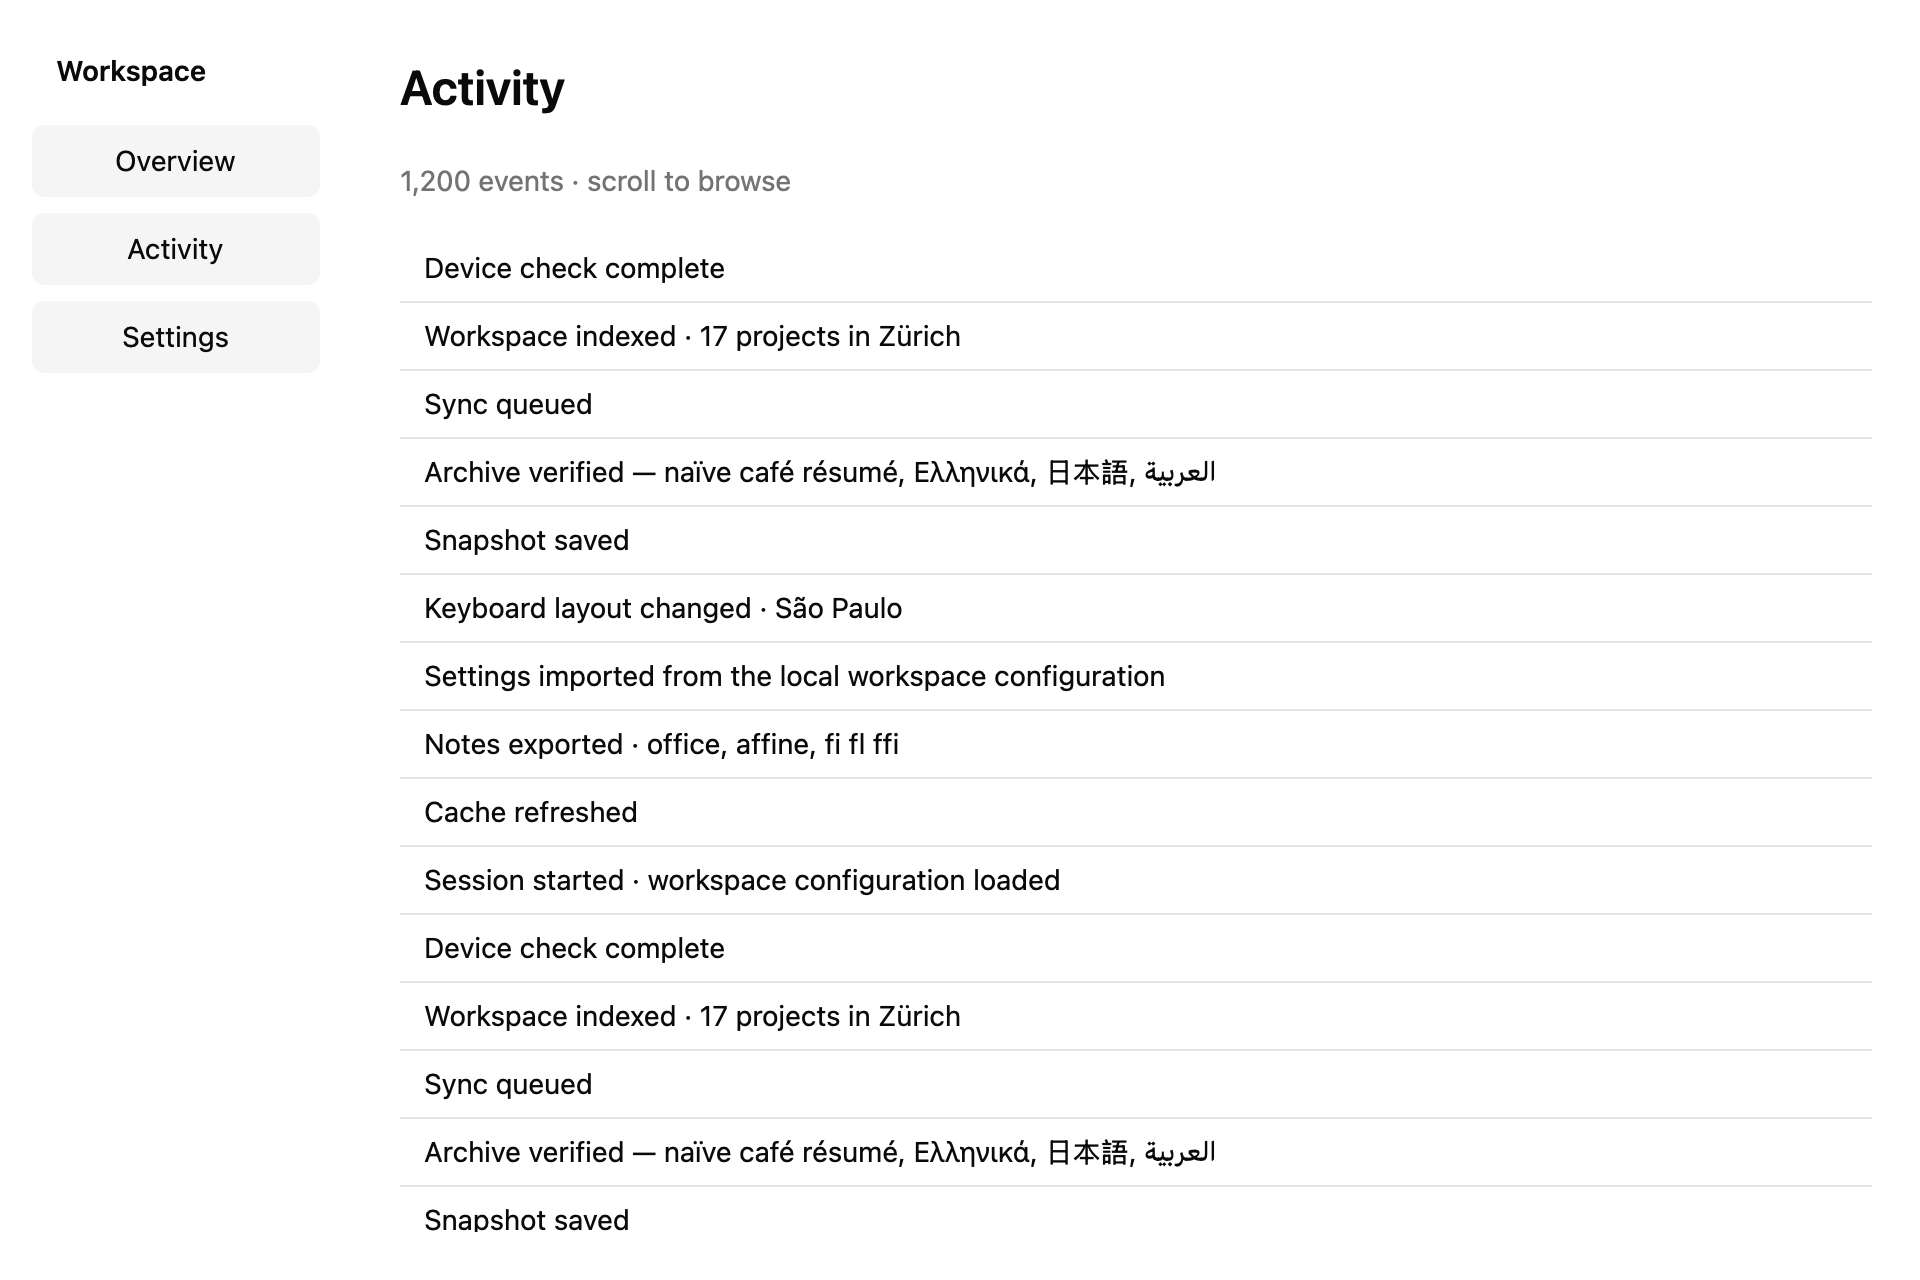 Workspace
Overview
Activity
Settings
Activity
1,200 events · scroll to browse
Device check complete
Workspace indexed · 17 projects in Zürich
Sync queued
Archive verified — naïve café résumé, Ελληνικά, 日本語, العربية
Snapshot saved
Keyboard layout changed · São Paulo
Settings imported from the local workspace configuration
Notes exported · office, affine, fi fl ffi
Cache refreshed
Session started · workspace configuration loaded
Device check complete
Workspace indexed · 17 projects in Zürich
Sync queued
Archive verified — naïve café résumé, Ελληνικά, 日本語, العربية
Snapshot saved